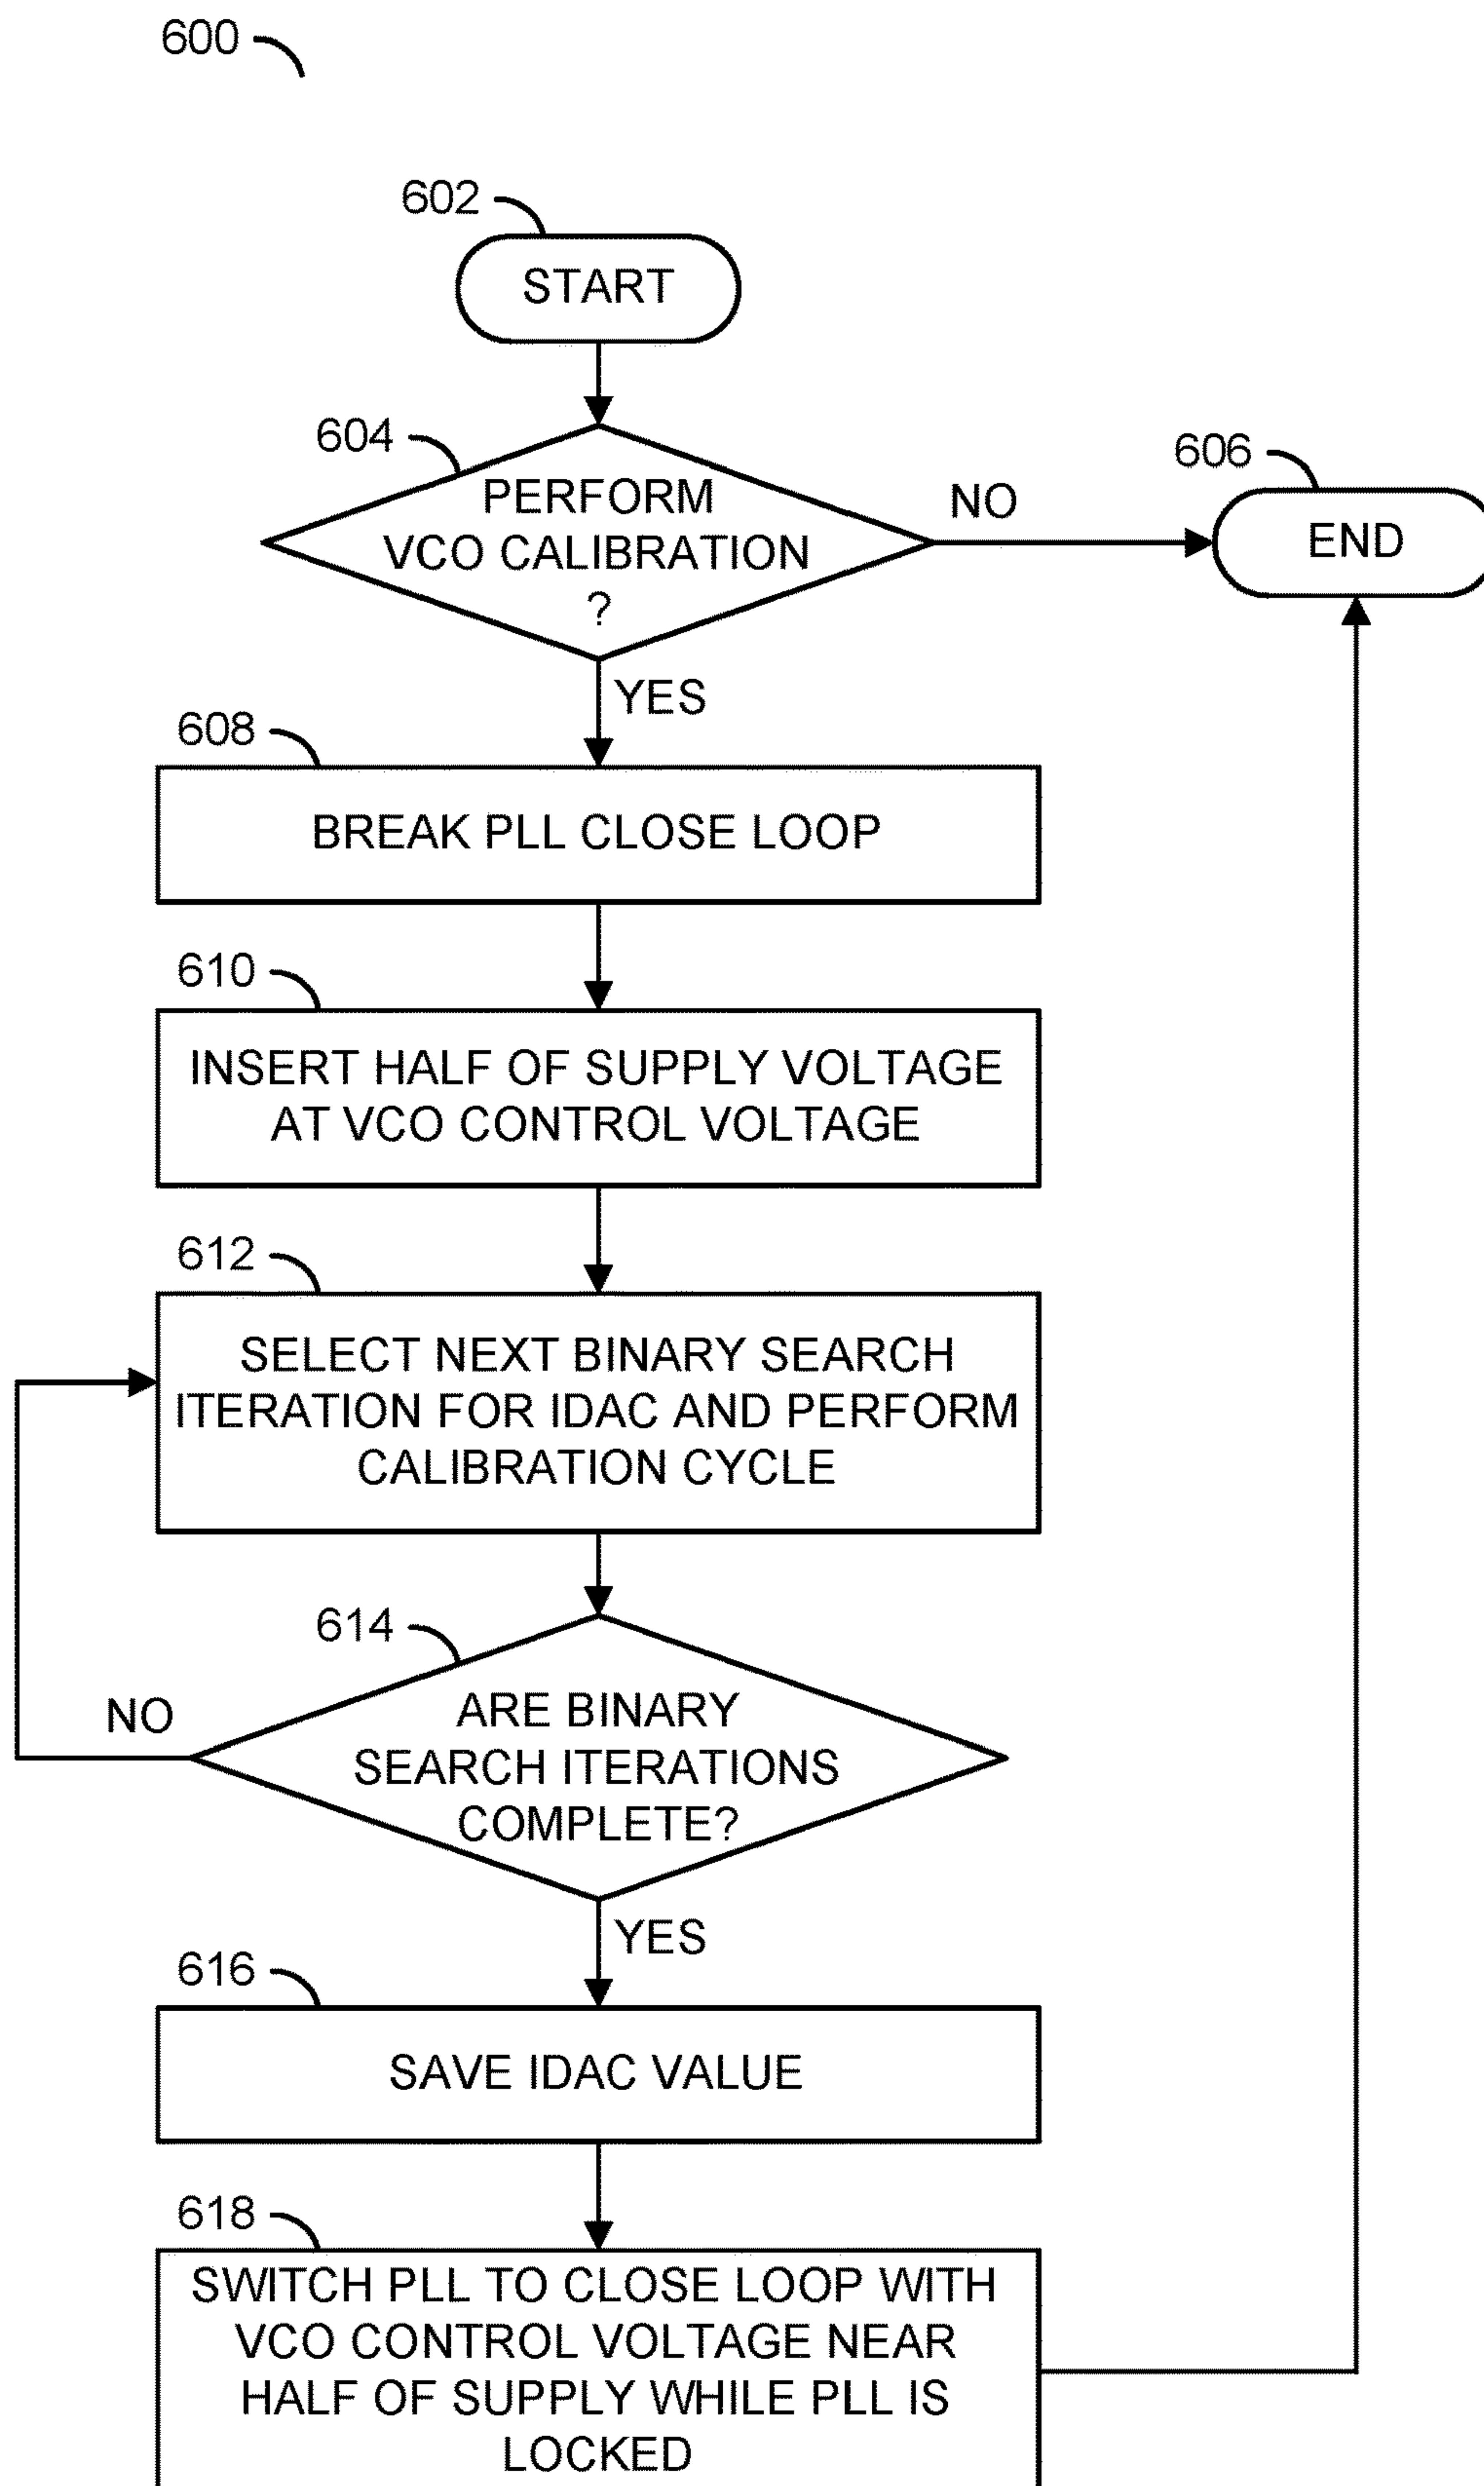 600
602
START
604
PERFORM
VCO CALIBRATION
?
NO
606
END
YES
608
BREAK PLL CLOSE LOOP
610
INSERT HALF OF SUPPLY VOLTAGE
AT VCO CONTROL VOLTAGE
612
SELECT NEXT BINARY SEARCH
ITERATION FOR IDAC AND PERFORM
CALIBRATION CYCLE
614
ARE BINARY
SEARCH ITERATIONS
COMPLETE?
NO
YES
616
SAVE IDAC VALUE
618
SWITCH PLL TO CLOSE LOOP WITH
VCO CONTROL VOLTAGE NEAR
HALF OF SUPPLY WHILE PLL IS
LOCKED